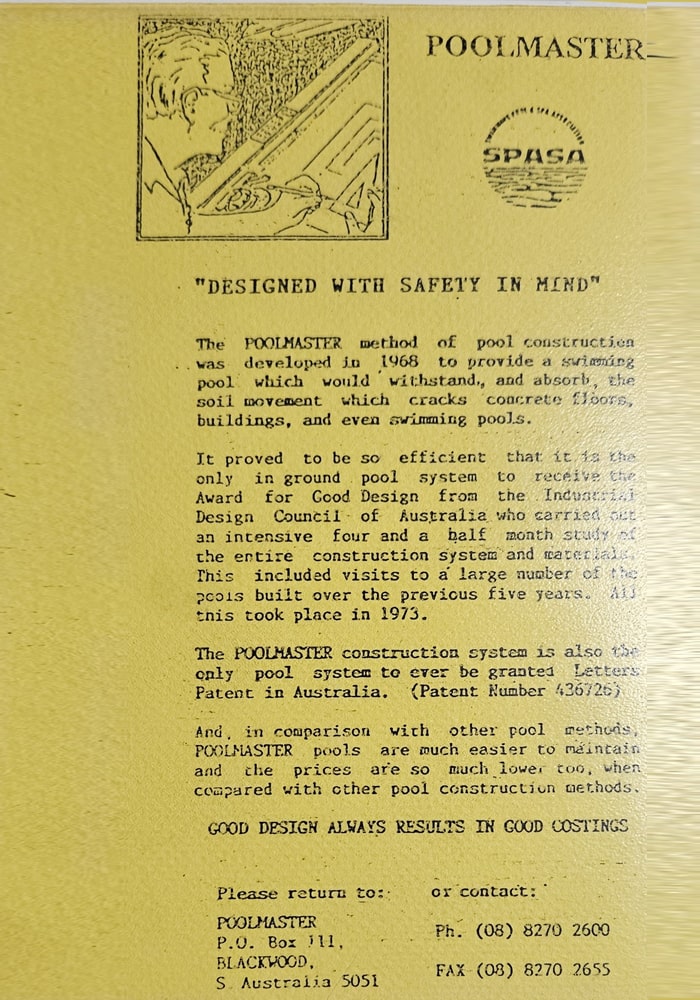 POOLMASTER
SWIMMING POOL & SPA ASSOCIATION
SPASA
"DESIGNED WITH SAFETY IN MIND"
The POOLMASTER method of pool construction
was developed in 1968 to provide a swimming
pool which would withstand, and absorb, the
soil movement which cracks concrete floors,
buildings, and even swimming pools.
It proved to be so efficient that it is the
only in ground pool system to receive the
Award for Good Design from the Industrial
Design Council of Australia who carried out
an intensive four and a half month study of
the entire construction system and materials.
This included visits to a large number of the
pools built over the previous five years. All
this took place in 1973.
The POOLMASTER construction system is also the
only pool system to ever be granted Letters
Patent in Australia. (Patent Number 436726)
And, in comparison with other pool methods,
POOLMASTER pools are much easier to maintain
and the prices are so much lower too, when
compared with other pool construction methods.
GOOD DESIGN ALWAYS RESULTS IN GOOD COSTINGS
Please return to: or contact:
POOLMASTER
P.O. Box 111,
BLACKWOOD,
S Australia 5051
Ph. (08) 8270 2600
FAX (08) 8270 2655